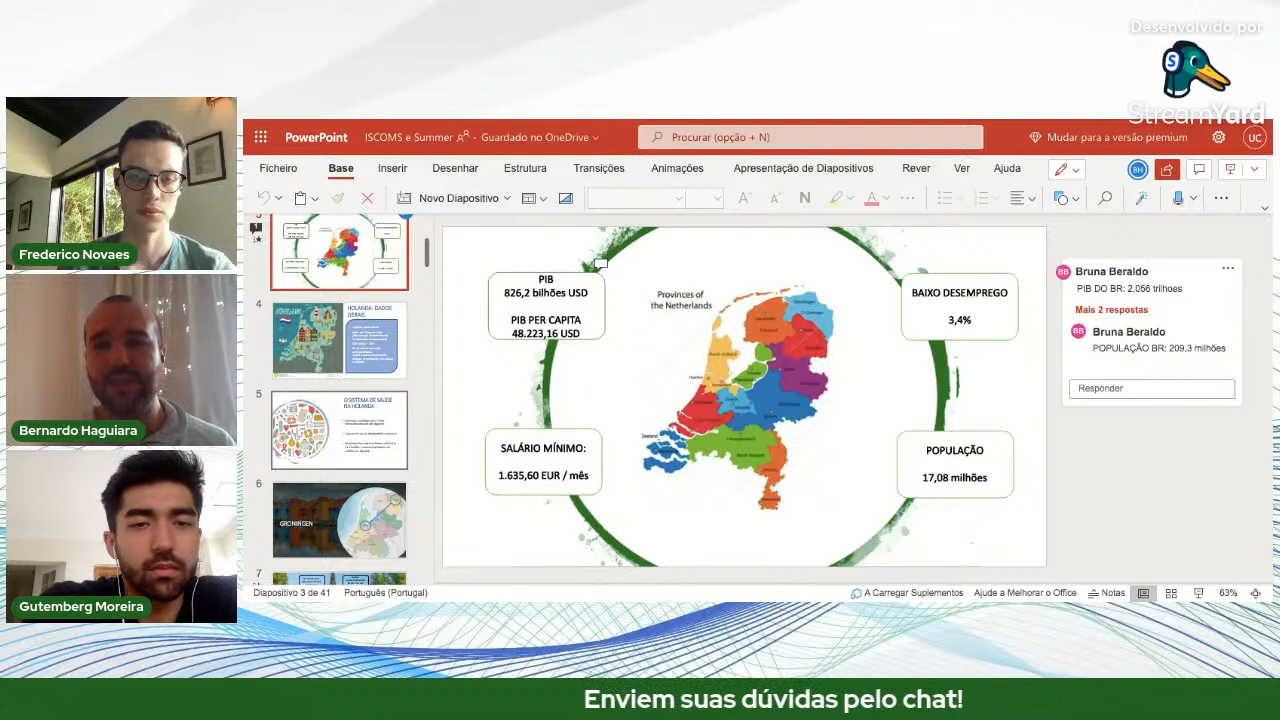 Desenvolvido por
StreamYard
Frederico Novaes
Bernardo Haguiara
Gutemberg Moreira
PowerPoint
ISCOMS e Summer
- Guardado no OneDrive
Procurar (opção + N)
Mudar para a versão premium
UC
Ficheiro
Base
Inserir
Desenhar
Estrutura
Transições
Animações
Apresentação de Diapositivos
Rever
Ver
Ajuda
BH
Novo Diapositivo
N
A
3
4
HOLANDA: DADOS
GERAIS
5
O SISTEMA DE SAÚDE
NA HOLANDA
6
GRONINGEN
7
PIB
826,2 bilhões USD
PIB PER CAPITA
48.223,16 USD
Provinces of
the Netherlands
BAIXO DESEMPREGO
3,4%
SALÁRIO MÍNIMO:
1.635,60 EUR / mês
POPULAÇÃO
17,08 milhões
BB
Bruna Beraldo
PIB DO BR: 2,056 trilhoes
Mais 2 respostas
BB
Bruna Beraldo
POPULAÇÃO BR: 209,3 milhões
Responder
Diapositivo 3 de 41
Português (Portugal)
A Carregar Suplementos
Ajude a Melhorar o Office
Notas
63%
Enviem suas dúvidas pelo chat!